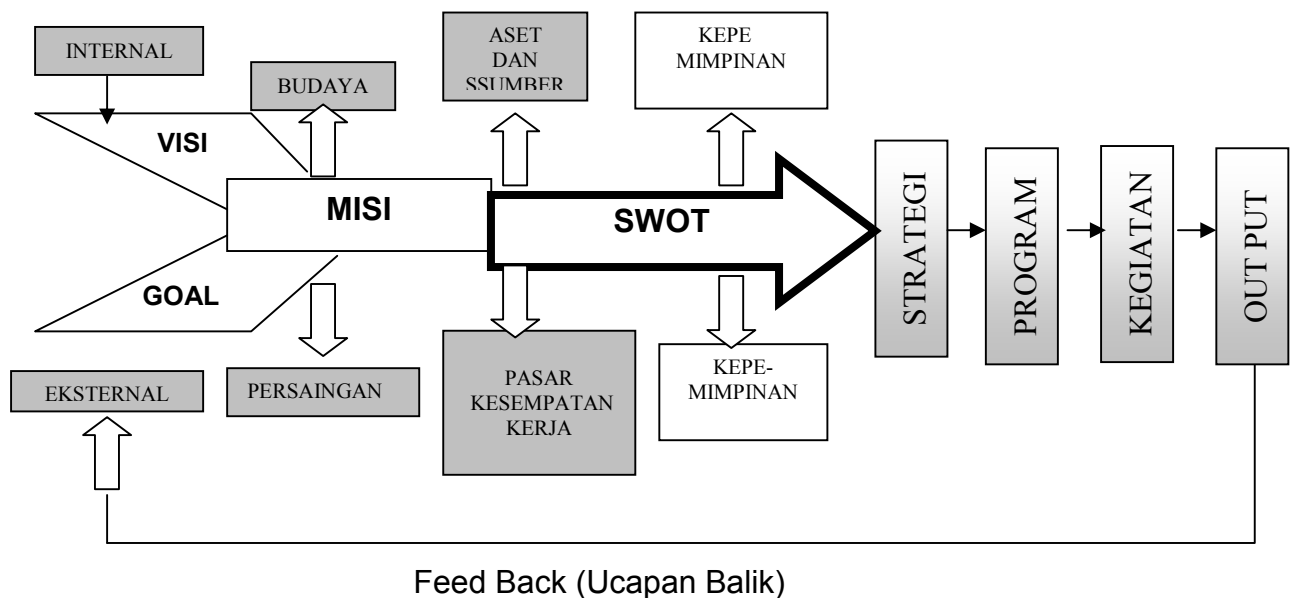 INTERNAL
ASET
DAN
SSUMBER
KEPE
MIMPINAN
BUDAYA
VISI
MISI
SWOT
GOAL
STRATEGI
PROGRAM
KEGIATAN
OUT PUT
EKSTERNAL
PERSAINGAN
PASAR
KESEMPATAN
KERJA
KEPE-
MIMPINAN
Feed Back (Ucapan Balik)